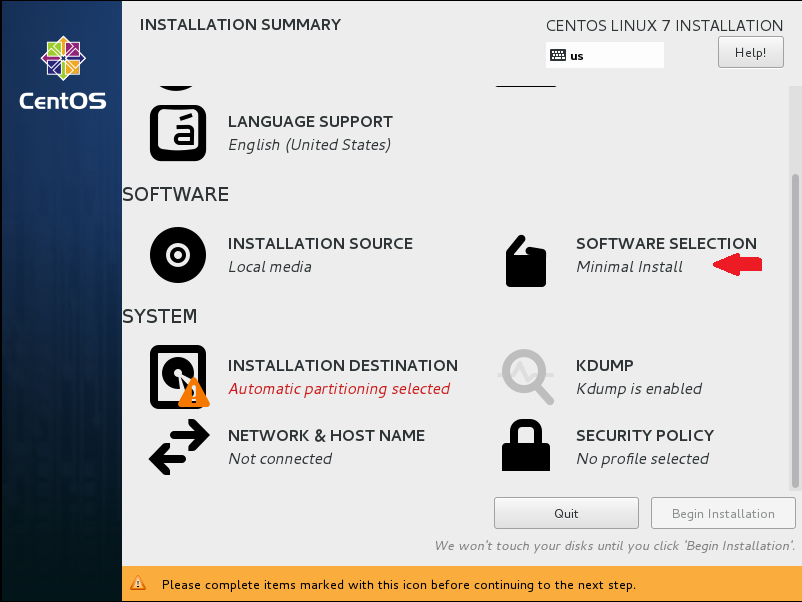 INSTALLATION SUMMARY
CENTOS LINUX 7 INSTALLATION
us
Help!
CentOS
LANGUAGE SUPPORT
English (United States)
SOFTWARE
INSTALLATION SOURCE
Local media
SOFTWARE SELECTION
Minimal Install
SYSTEM
INSTALLATION DESTINATION
Automatic partitioning selected
KDUMP
Kdump is enabled
NETWORK & HOST NAME
Not connected
SECURITY POLICY
No profile selected
Quit
Begin Installation
We won't touch your disks until you click 'Begin Installation'.
Please complete items marked with this icon before continuing to the next step.